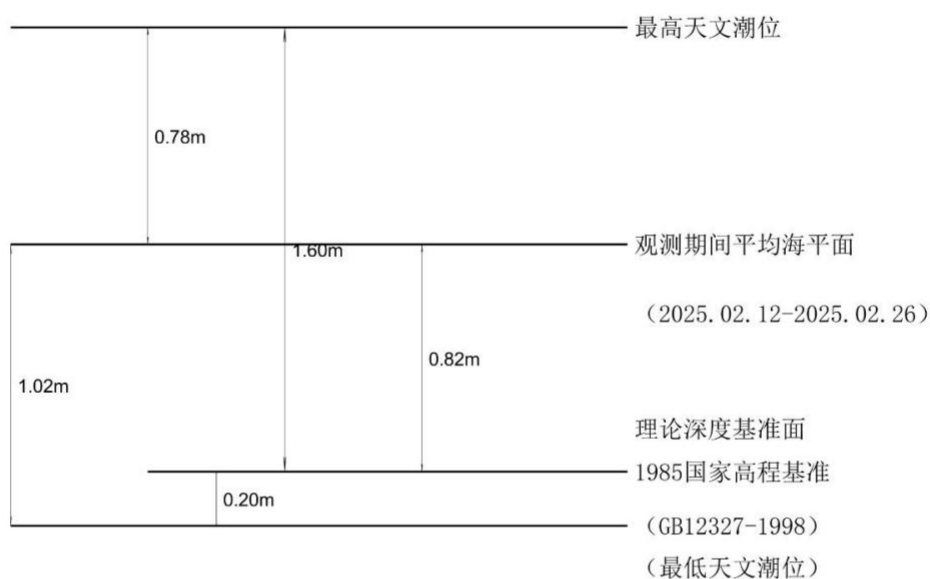 最高天文潮位
0.78m
观测期间平均海平面
1.60m
（2025.02.12-2025.02.26）
0.82m
1.02m
理论深度基准面
1985国家高程基准
0.20m
（GB12327-1998）
（最低天文潮位）